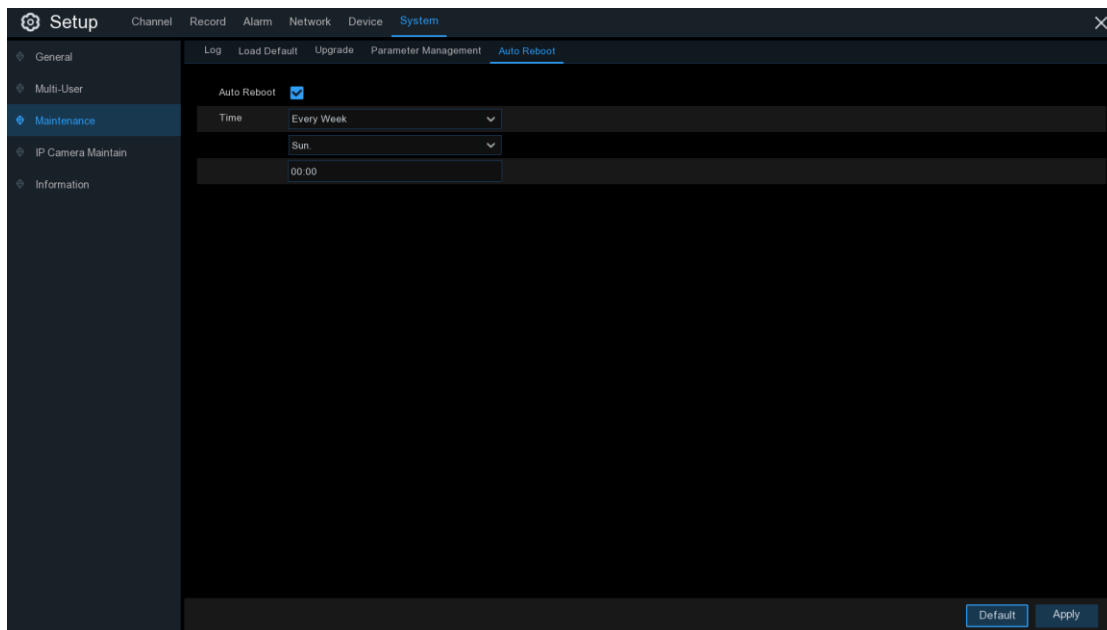 Setup Channel Record Alarm Network Device System
Log Load Default Upgrade Parameter Management Auto Reboot
General
Multi-User
Maintenance
IP Camera Maintain
Information
Auto Reboot
Time Every Week
Sun.
00:00
Default Apply